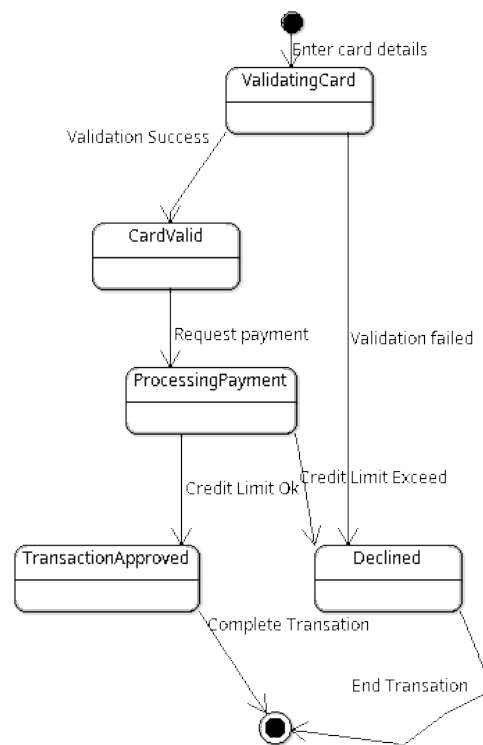 Enter card details
ValidatingCard
Validation Success
CardValid
Request payment
Validation failed
ProcessingPayment
Credit Limit Exceed
Credit Limit Ok
TransactionApproved
Declined
Complete Transation
End Transation